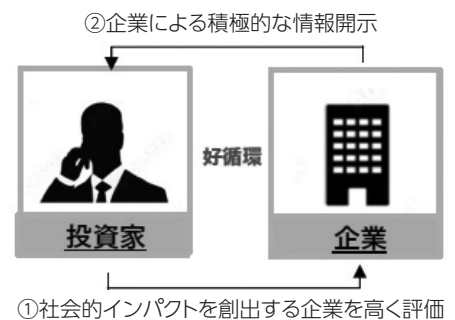 ②企業による積極的な情報開示
好循環
投資家
企業
①社会的インパクトを創出する企業を高く評価